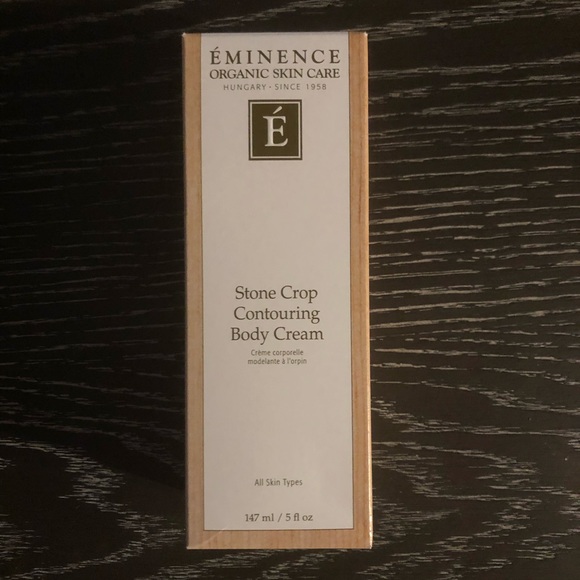 ÉMINENCE
ORGANIC SKIN CARE
HUNGARY • SINCE 1958
É
Stone Crop
Contouring
Body Cream
Crème corporelle
modelante à l'orpin
All Skin Types
147 ml / 5 fl oz